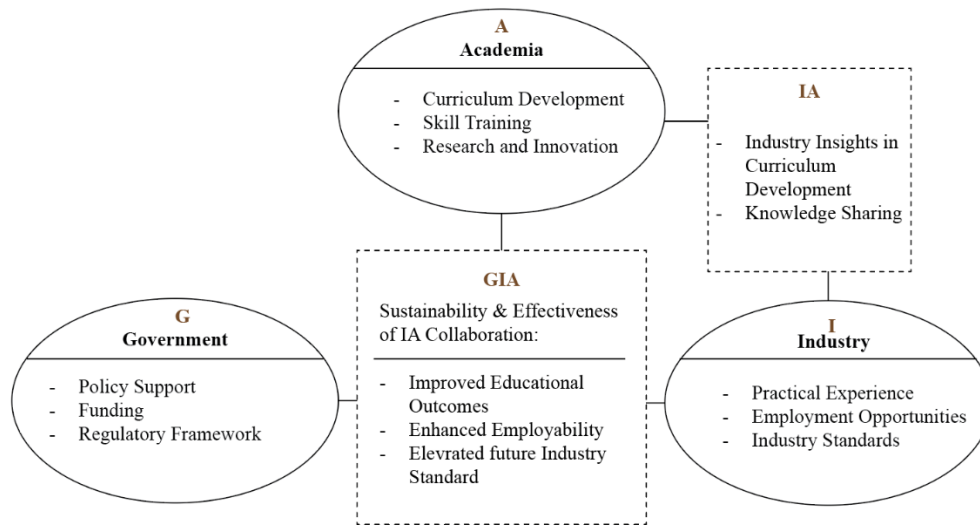 A
Academia
- Curriculum Development
- Skill Training
- Research and Innovation
IA
- Industry Insights in
Curriculum
Development
- Knowledge Sharing
GIA
Sustainability & Effectiveness
of IA Collaboration:
- Improved Educational
Outcomes
- Enhanced Employability
- Elevrated future Industry
Standard
G
Government
- Policy Support
- Funding
- Regulatory Framework
I
Industry
- Practical Experience
- Employment Opportunities
- Industry Standards